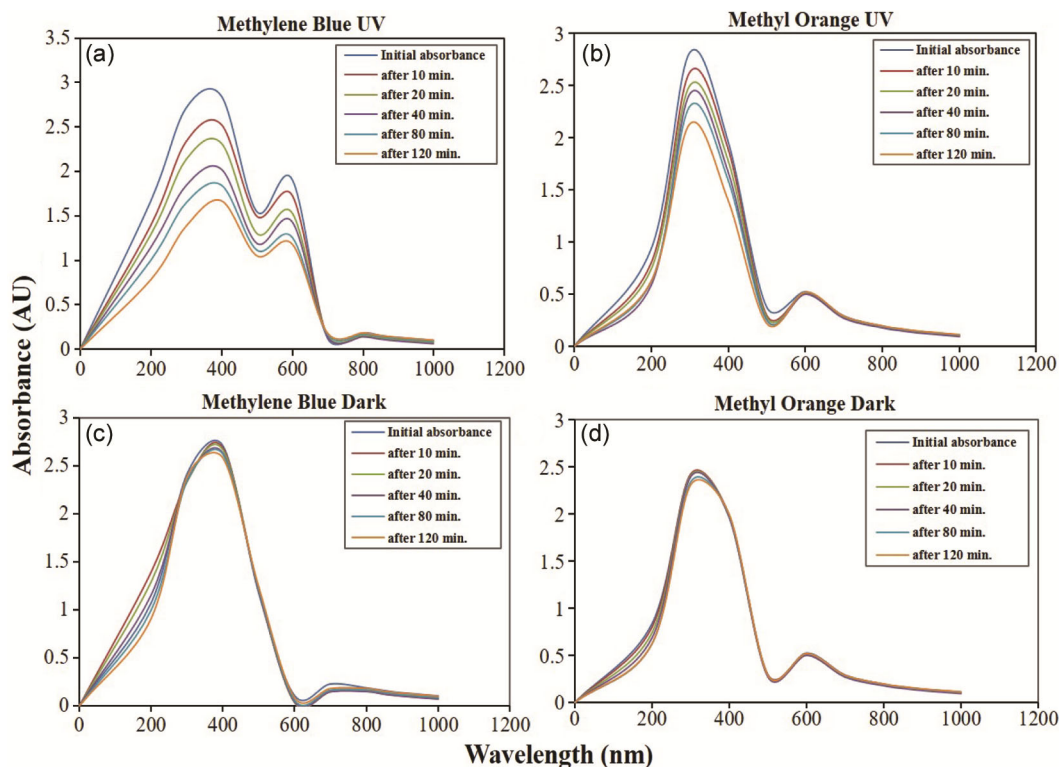 Methylene Blue UV
(a)
3.5
3
2.5
2
1.5
1
0.5
0
Initial absorbance
after 10 min.
after 20 min.
after 40 min.
after 80 min.
after 120 min.
0 200 400 600 800 1000 1200
Methyl Orange UV
(b)
3
2.5
2
1.5
1
0.5
0
Initial absorbance
after 10 min.
after 20 min.
after 40 min.
after 80 min.
after 120 min.
0 200 400 600 800 1000 1200
Absorbance (AU)
Methylene Blue Dark
(c)
3
2.5
2
1.5
1
0.5
0
Initial absorbance
after 10 min.
after 20 min.
after 40 min.
after 80 min.
after 120 min.
0 200 400 600 800 1000 1200
Methyl Orange Dark
(d)
3
2.5
2
1.5
1
0.5
0
Initial absorbance
after 10 min.
after 20 min.
after 40 min.
after 80 min.
after 120 min.
0 200 400 600 800 1000 1200
Wavelength (nm)